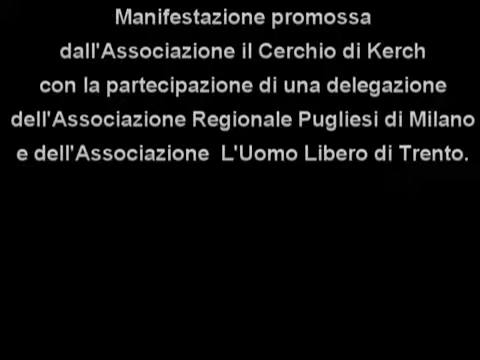 Manifestazione promossa
dall'Associazione il Cerchio di Kerch
con la partecipazione di una delegazione
dell'Associazione Regionale Pugliesi di Milano
e dell'Associazione L'Uomo Libero di Trento.